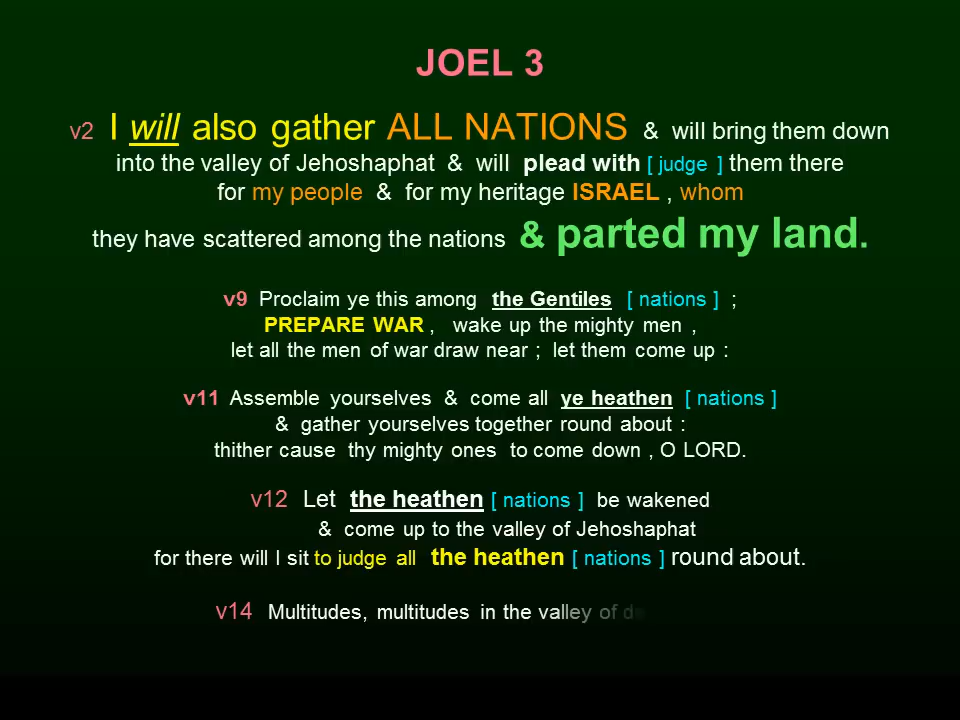 JOEL 3
v2 I will also gather ALL NATIONS & will bring them down
into the valley of Jehoshaphat & will plead with [ judge ] them there
for my people & for my heritage ISRAEL , whom
they have scattered among the nations & parted my land.
v9 Proclaim ye this among the Gentiles [ nations ] ;
PREPARE WAR , wake up the mighty men ,
let all the men of war draw near ; let them come up :
v11 Assemble yourselves & come all ye heathen [ nations ]
& gather yourselves together round about :
thither cause thy mighty ones to come down , O LORD.
v12 Let the heathen [ nations ] be wakened
& come up to the valley of Jehoshaphat
for there will I sit to judge all the heathen [ nations ] round about.
v14 Multitudes, multitudes in the valley of